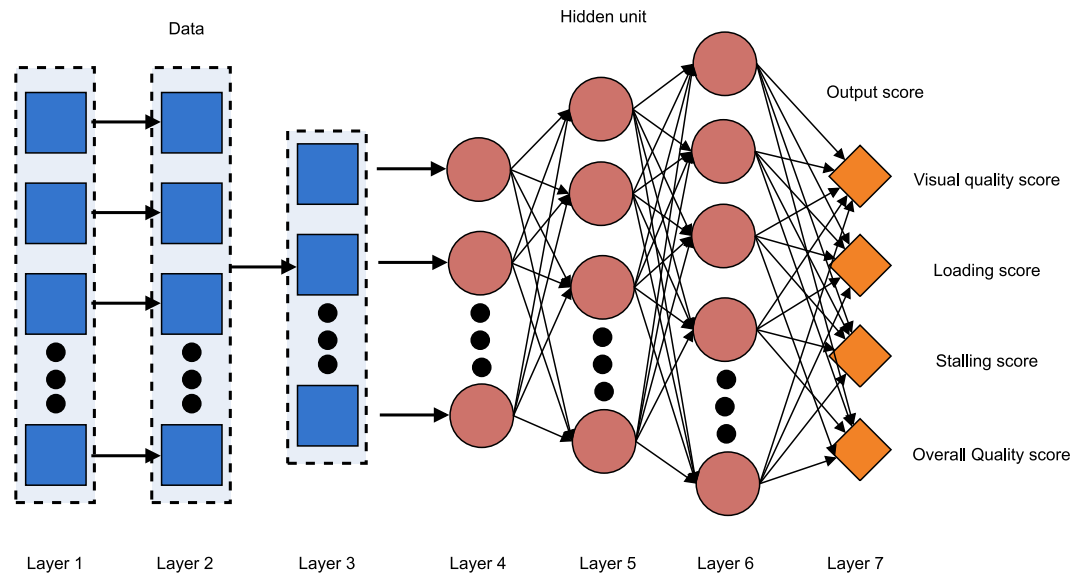 Data
Hidden unit
Output score
Visual quality score
Loading score
Stalling score
Overall Quality score
Layer 1
Layer 2
Layer 3
Layer 4
Layer 5
Layer 6
Layer 7